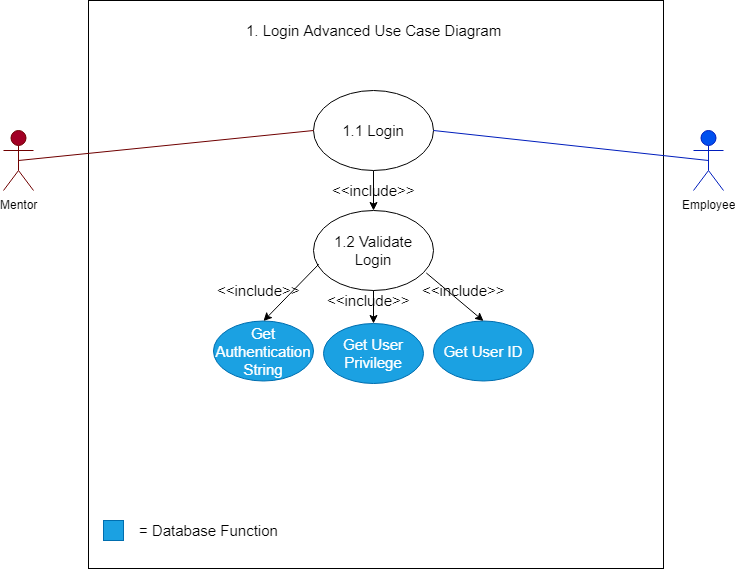 1. Login Advanced Use Case Diagram
1.1 Login
Mentor
Employee
<<include>>
1.2 Validate
Login
<<include>>
<<include>>
<<include>>
Get
Authentication
String
Get User
Privilege
Get User ID
= Database Function